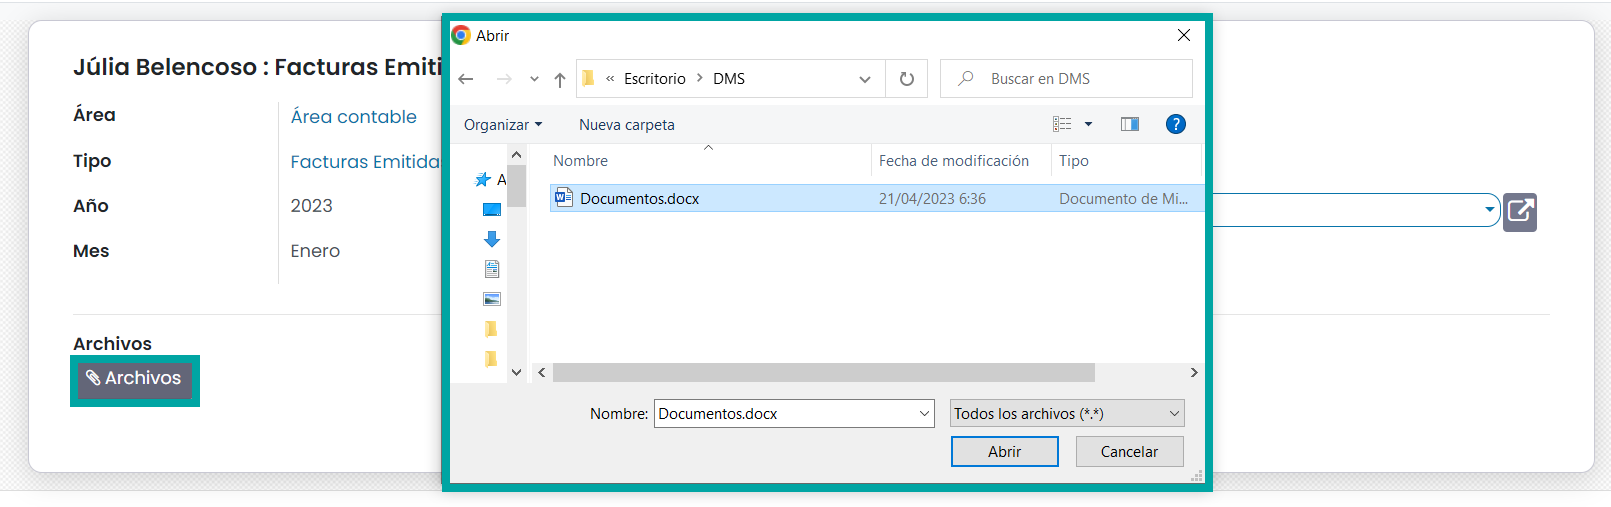 Júlia Belencoso : Facturas Emiti
Área
Área contable
Tipo
Facturas Emitida
Año
2023
Mes
Enero
Archivos
Archivos
Abrir
« Escritorio > DMS
Buscar en DMS
Organizar
Nueva carpeta
?
A
Nombre
Fecha de modificación
Tipo
Documentos.docx
21/04/2023 6:36
Documento de Mi...
Nombre:
Documentos.docx
Todos los archivos (*.*)
Abrir
Cancelar